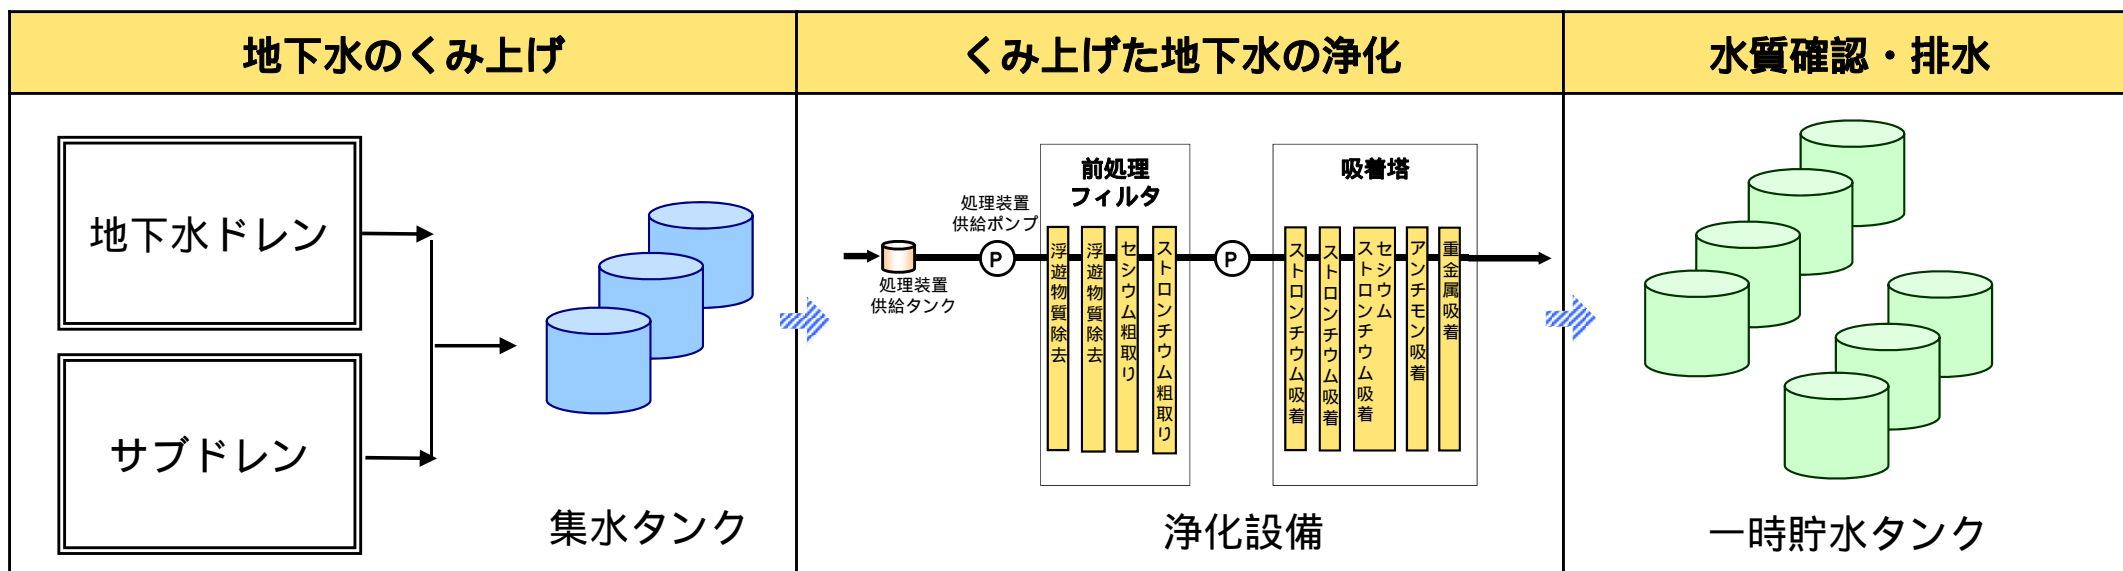 地下水のくみ上げ
くみ上げた地下水の浄化
水質確認・排水
地下水ドレン
サブドレン
集水タンク
処理装置
供給タンク
処理装置
供給ポンプ
P
前処理
フィルタ
浮遊物質除去
浮遊物質除去
セシウム粗取り
ストロンチウム粗取り
P
吸着塔
ストロンチウム吸着
ストロンチウム吸着
セシウム
ストロンチウム吸着
アンチモン吸着
重金属吸着
浄化設備
一時貯水タンク